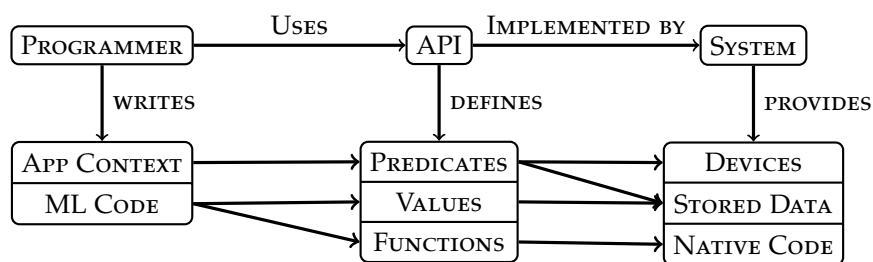 USES
IMPLEMENTED BY
PROGRAMMER
API
SYSTEM
WRITES
DEFINES
PROVIDES
APP CONTEXT
PREDICATES
DEVICES
ML CODE
VALUES
STORED DATA
FUNCTIONS
NATIVE CODE